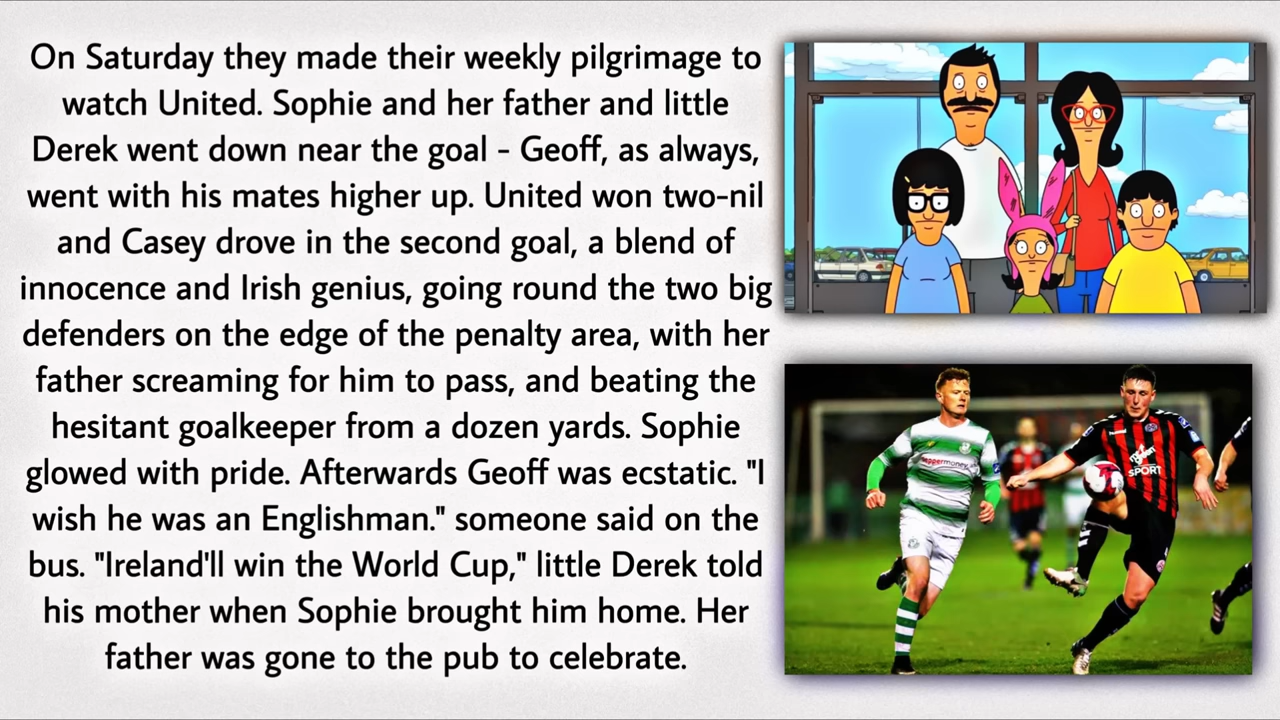 On Saturday they made their weekly pilgrimage to
watch United. Sophie and her father and little
Derek went down near the goal - Geoff, as always,
went with his mates higher up. United won two-nil
and Casey drove in the second goal, a blend of
innocence and Irish genius, going round the two big
defenders on the edge of the penalty area, with her
father screaming for him to pass, and beating the
hesitant goalkeeper from a dozen yards. Sophie
glowed with pride. Afterwards Geoff was ecstatic. "I
wish he was an Englishman." someone said on the
bus. "Ireland'll win the World Cup," little Derek told
his mother when Sophie brought him home. Her
father was gone to the pub to celebrate.
SPORT